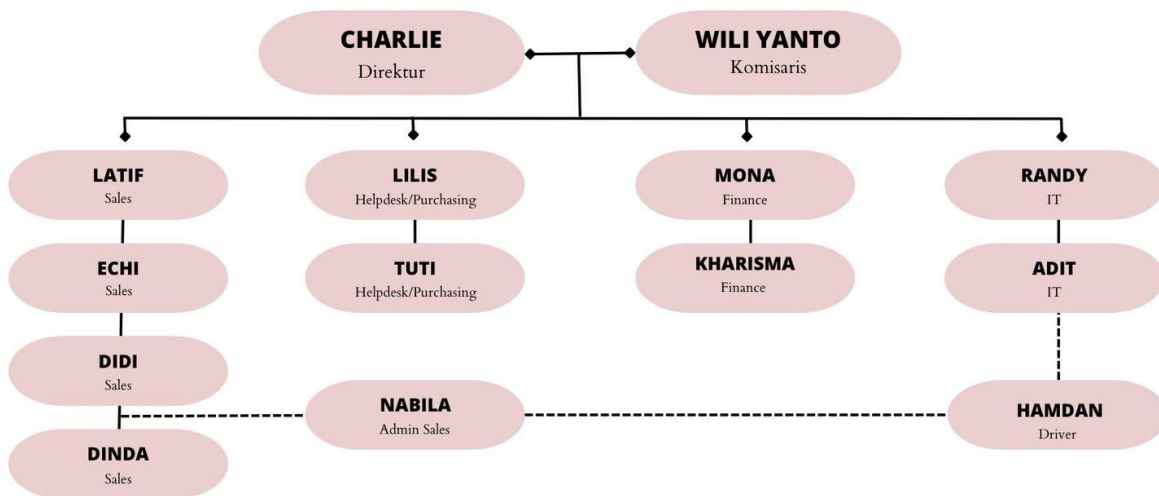 CHARLIE
Direktur
WILI YANTO
Komisaris
LATIF
Sales
LILIS
Helpdesk/Purchasing
MONA
Finance
RANDY
IT
ECHI
Sales
TUTI
Helpdesk/Purchasing
KHARISMA
Finance
ADIT
IT
DIDI
Sales
NABILA
Admin Sales
HAMDAN
Driver
DINDA
Sales